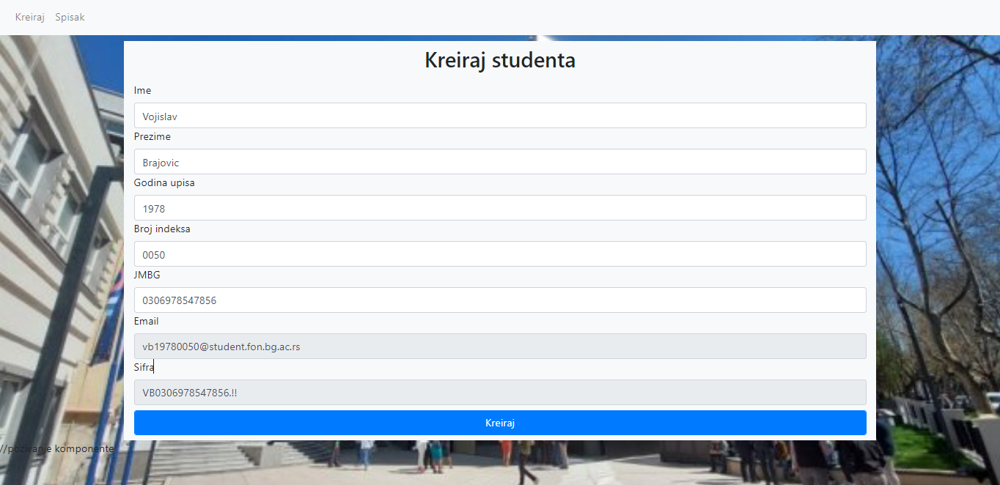 Kreiraj Spisak
Kreiraj studenta
Ime
Vojislav
Prezime
Brajovic
Godina upisa
1978
Broj indeksa
0050
JMBG
0306978547856
Email
vb19780050@student.fon.bg.ac.rs
Sifra
VB0306978547856.!!
Kreiraj
//pozivanje komponente